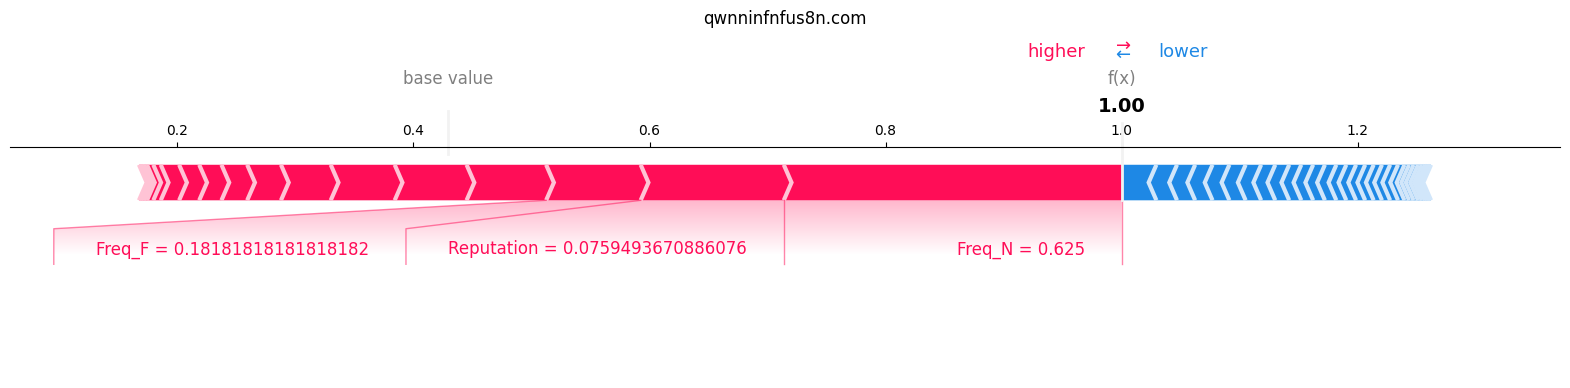 qwnninfnfus8n.com
higher → ← lower
base value f(x)
1.00
0.2 0.4 0.6 0.8 1.0 1.2
Freq_F = 0.18181818181818182 Reputation = 0.0759493670886076 Freq_N = 0.625